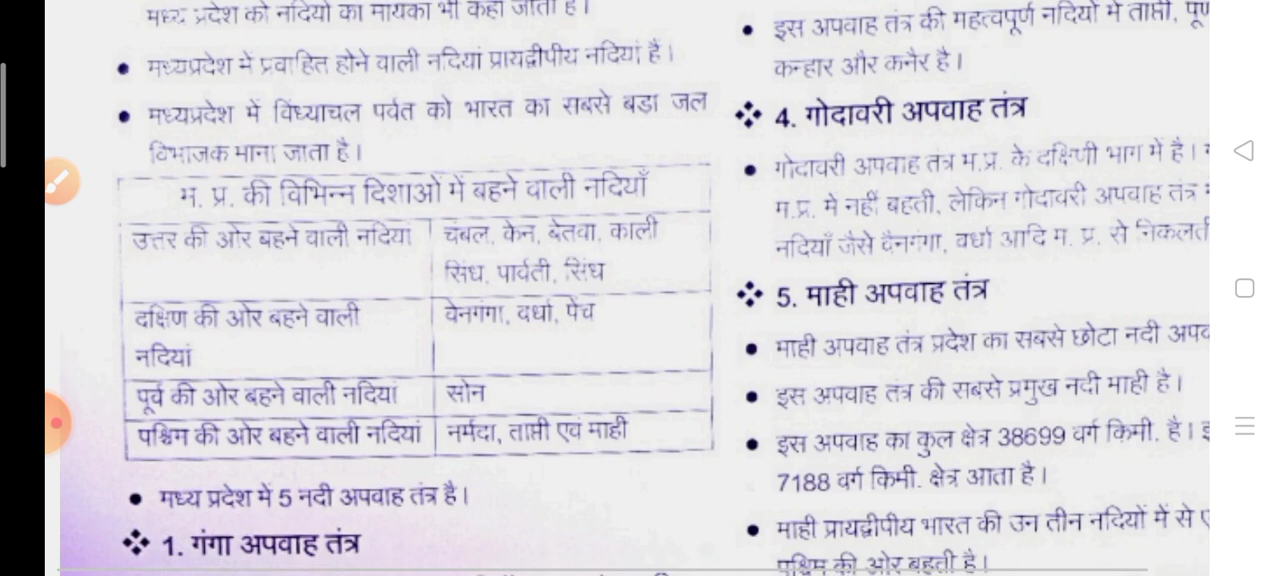 मध्य प्रदेश को नदियों का मायका भी कहा जाता है।
• मध्यप्रदेश में प्रवाहित होने वाली नदियां प्रायद्वीपीय नदियां हैं।
• मध्यप्रदेश में विंध्याचल पर्वत को भारत का सबसे बड़ा जल
विभाजक माना जाता है।
म. प्र. की विभिन्न दिशाओं में बहने वाली नदियाँ
उत्तर की ओर बहने वाली नदियां चंबल, केन, बेतवा, काली
सिंध, पार्वती, सिंध
दक्षिण की ओर बहने वाली वेनगंगा, वर्धा, पेंच
नदियां
पूर्व की ओर बहने वाली नदियां सोन
पश्चिम की ओर बहने वाली नदियां नर्मदा, ताप्ती एवं माही
• मध्य प्रदेश में 5 नदी अपवाह तंत्र है।
❖ 1. गंगा अपवाह तंत्र
• इस अपवाह तंत्र की महत्वपूर्ण नदियों में ताप्ती,
कन्हार और कनैर है।
❖ 4. गोदावरी अपवाह तंत्र
• गोदावरी अपवाह तंत्र म.प्र. के दक्षिणी भाग में है।
म.प्र. मे नहीं बहती, लेकिन गोदावरी अपवाह तंत्र
नदियाँ जैसे वैनगंगा, वर्धा आदि म. प्र. से
❖ 5. माही अपवाह तंत्र
• माही अपवाह तंत्र प्रदेश का सबसे छोटा नदी
• इस अपवाह तंत्र की सबसे प्रमुख नदी माही है।
• इस अपवाह का कुल क्षेत्र 38699 वर्ग किमी. है।
7188 वर्ग किमी. क्षेत्र आता है।
• माही प्रायद्वीपीय भारत की उन तीन नदियों में से
पश्चिम की ओर बहती है।